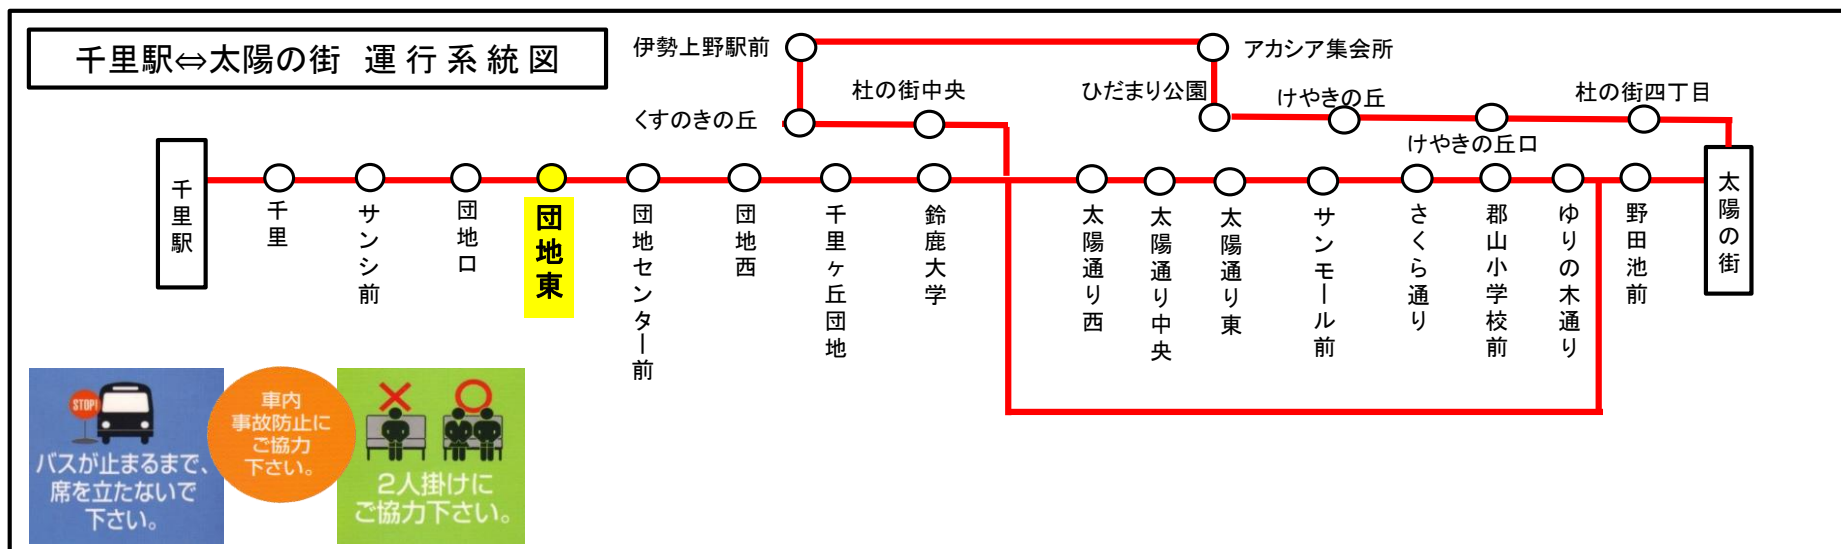 千里駅⇔太陽の街 運行系統図
伊勢上野駅前
アカシア集会所
くすのきの丘
杜の街中央
ひだまり公園
けやきの丘
けやきの丘口
杜の街四丁目
千里駅
千里
サンシ前
団地口
団地東
団地センター前
団地西
千里ヶ丘団地
鈴鹿大学
太陽通り西
太陽通り中央
太陽通り東
サンモール前
さくら通り
郡山小学校前
ゆりの木通り
野田池前
太陽の街
STOP!
バスが止まるまで、
席を立たないで
下さい。
車内
事故防止に
ご協力
下さい。
2人掛けに
ご協力下さい。